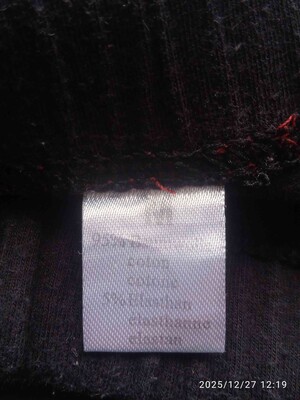 M
95%
coton
cotone
5%Elasthan
elasthanne
elastan
2025/12/27 12:19